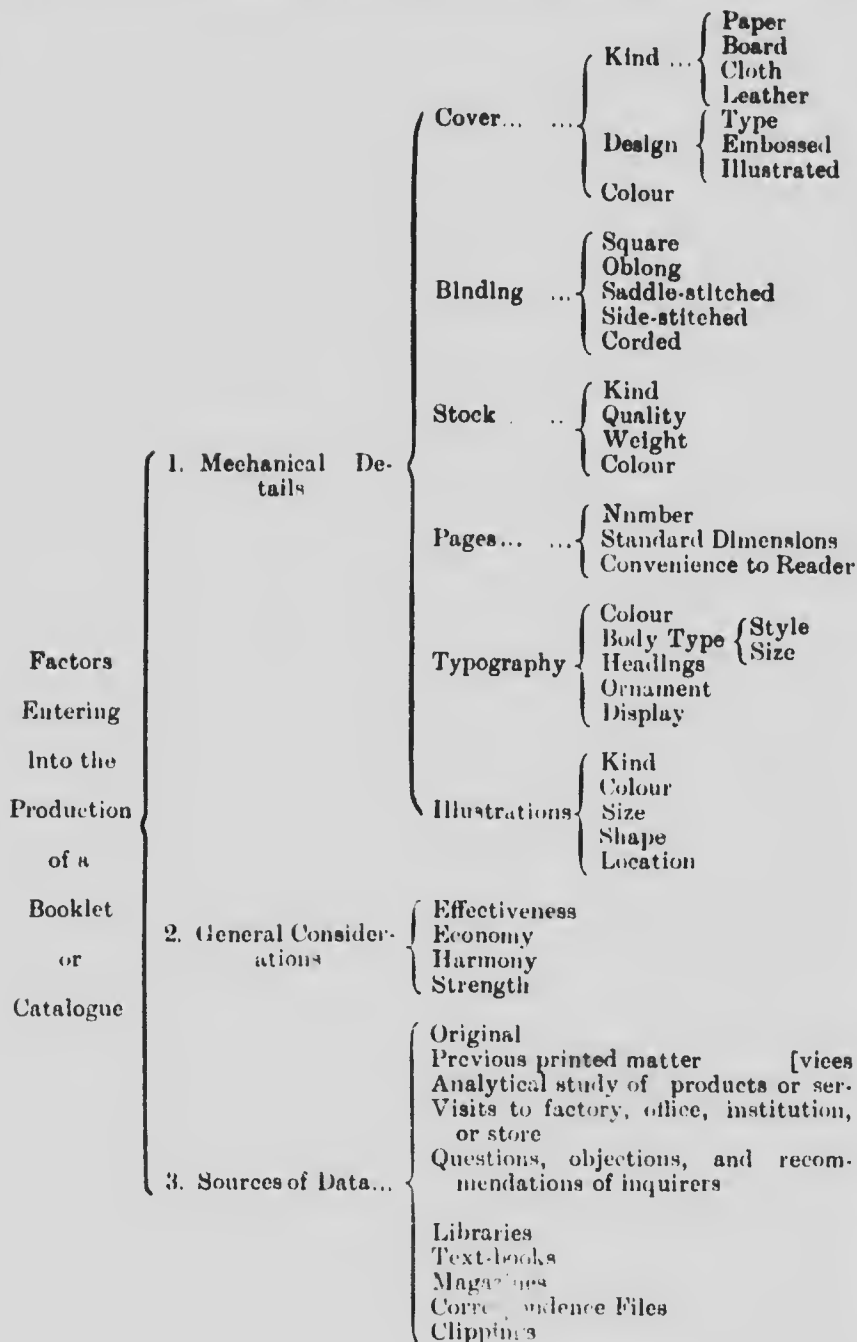 Factors
Entering
Into the
Production
of a
Booklet
or
Catalogue
1. Mechanical De-
tails
Cover... ...
Kind ...
Paper
Board
Cloth
Leather
Design
Type
Embossed
Illustrated
Colour
Binding ...
Square
Oblong
Saddle-stitched
Side-stitched
Corded
Stock . ..
Kind
Quality
Weight
Colour
Pages... ...
Number
Standard Dimensions
Convenience to Reader
Typography
Colour
Body Type
Style
Size
Headings
Ornament
Display
Illustrations
Kind
Colour
Size
Shape
Location
2. General Consider-
ations
Effectiveness
Economy
Harmony
Strength
3. Sources of Data...
Original
Previous printed matter [vices
Analytical study of products or ser-
Visits to factory, office, institution,
or store
Questions, objections, and recom-
mendations of inquirers
Libraries
Text-books
Magazines
Correspondence Files
Clippings